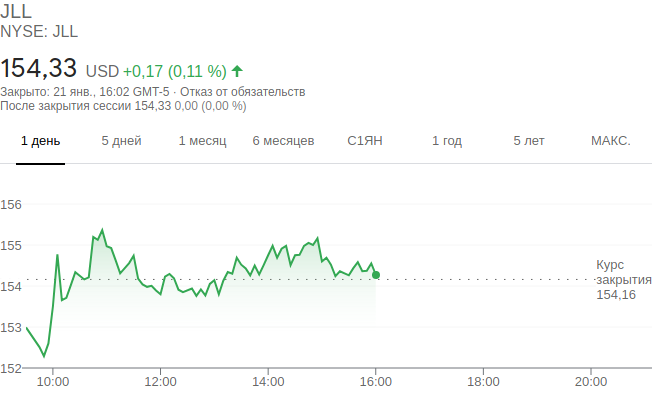 JLL
NYSE: JLL
154,33 USD +0,17 (0,11 %)
Закрыто: 21 янв., 16:02 GMT-5 · Отказ от обязательств
После закрытия сессии 154,33 0,00 (0,00 %)
1 день 5 дней 1 месяц 6 месяцев С1ЯН 1 год 5 лет МАКС.
156
155
154
153
152
Курс
закрытия
154,16
10:00 12:00 14:00 16:00 18:00 20:00